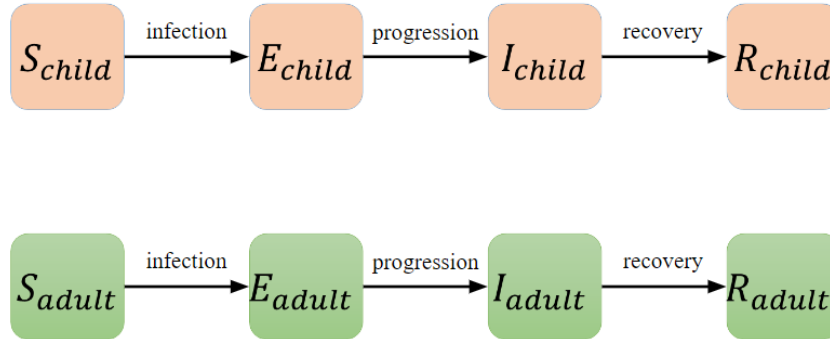 infection progression recovery
S_child E_child I_child R_child
infection progression recovery
S_adult E_adult I_adult R_adult